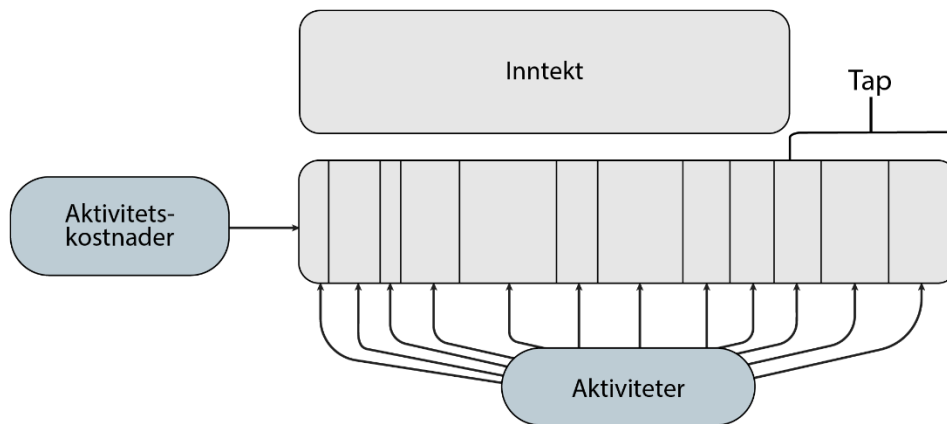 Inntekt
Tap
Aktivitets-
kostnader
Aktiviteter